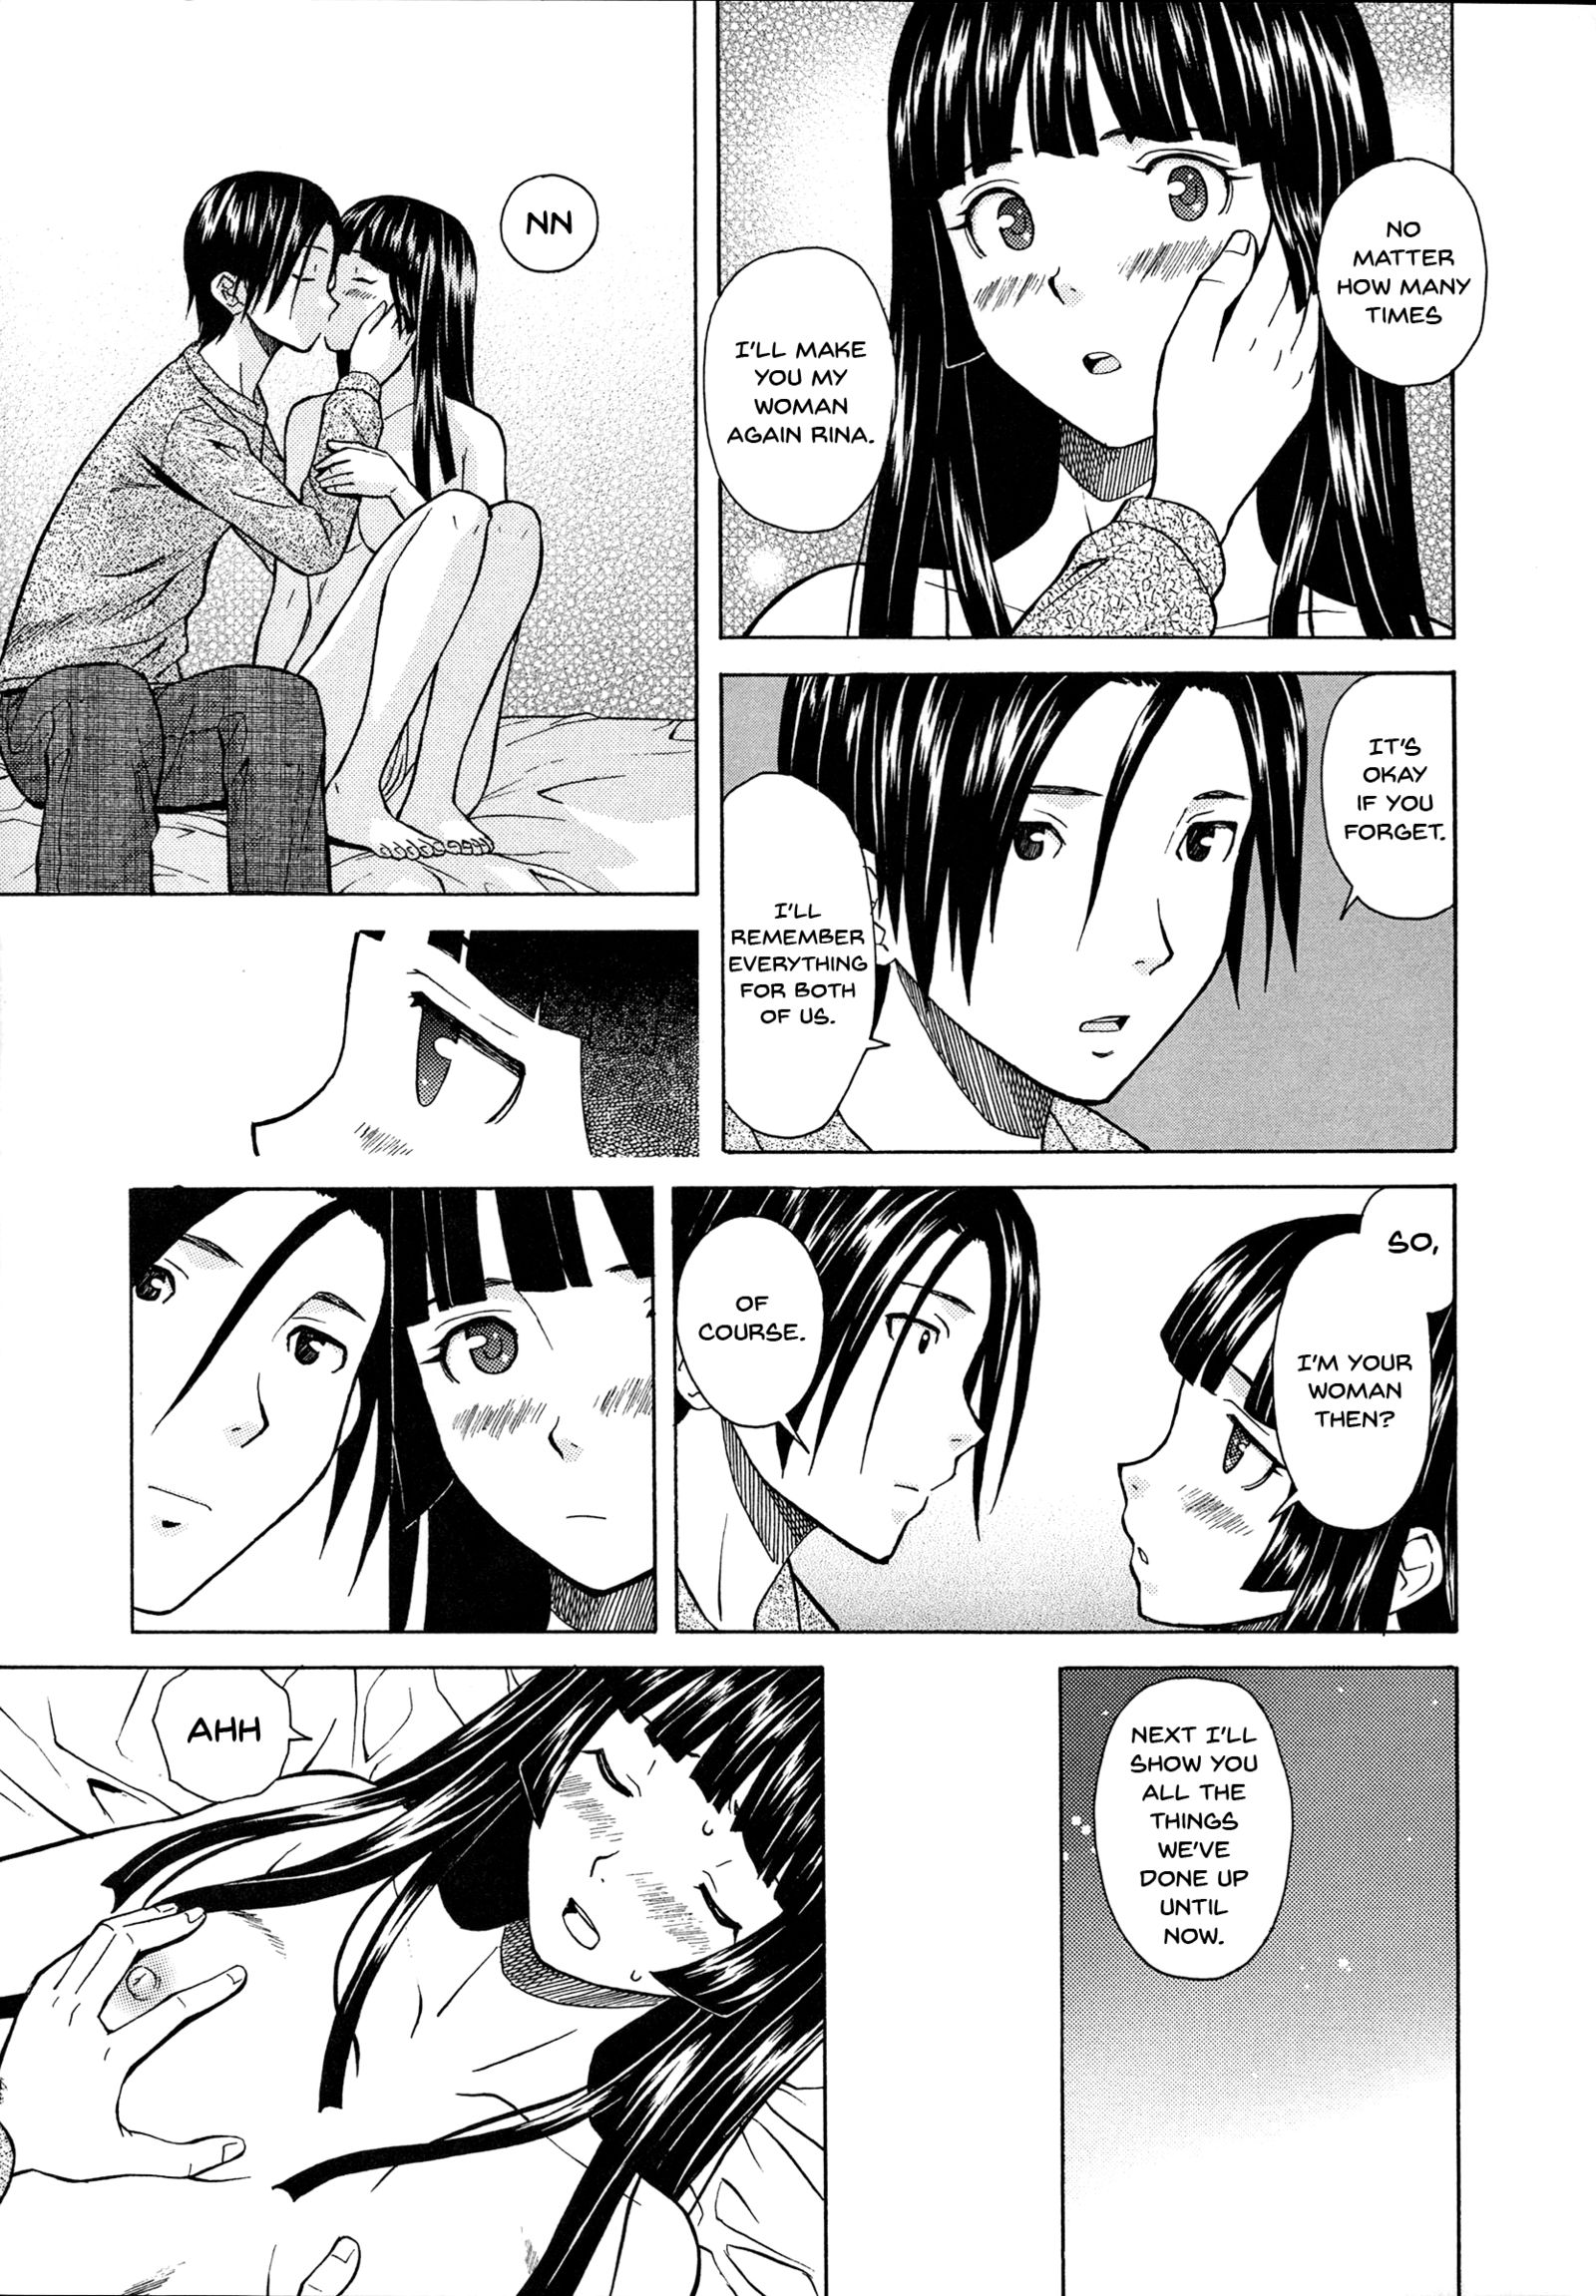 NO
MATTER
HOW MANY
TIMES
I'LL MAKE
YOU MY
WOMAN
AGAIN RINA.
NN
IT'S
OKAY
IF YOU
FORGET.
I'LL
REMEMBER
EVERYTHING
FOR BOTH
OF US.
SO,
I'M YOUR
WOMAN
THEN?
OF
COURSE.
NEXT I'LL
SHOW YOU
ALL THE
THINGS
WE'VE
DONE UP
UNTIL
NOW.
AHH